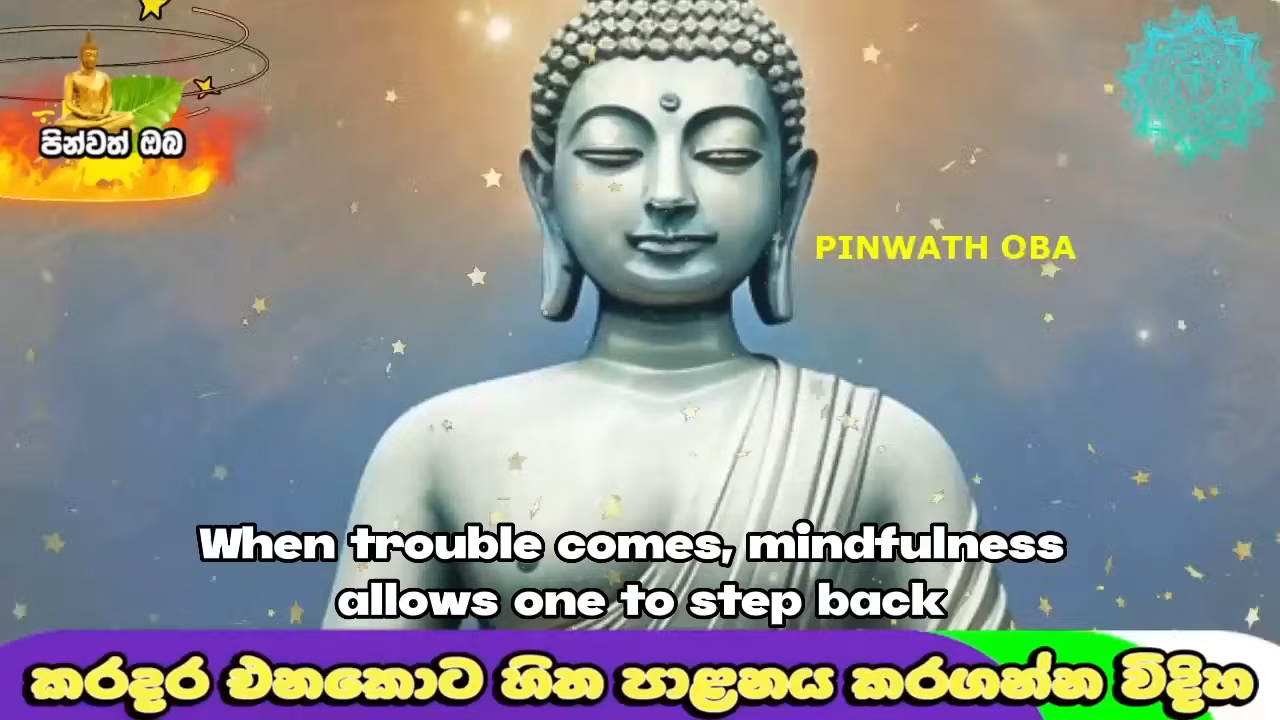 පින්වත් ඔබ
PINWATH OBA
When trouble comes, mindfulness
allows one to step back
කරදර එනකොට හිත පාළනය කරගන්න විදිහ